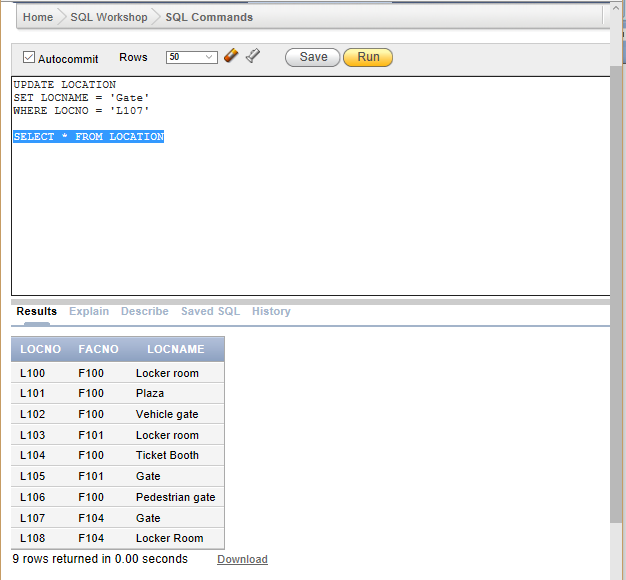 Home SQL Workshop SQL Commands
Autocommit Rows 50 Save Run
UPDATE LOCATION
SET LOCNAME = 'Gate'
WHERE LOCNO = 'L107'
SELECT * FROM LOCATION
Results Explain Describe Saved SQL History
LOCNO FACNO LOCNAME
L100 F100 Locker room
L101 F100 Plaza
L102 F100 Vehicle gate
L103 F101 Locker room
L104 F100 Ticket Booth
L105 F101 Gate
L106 F100 Pedestrian gate
L107 F104 Gate
L108 F104 Locker Room
9 rows returned in 0.00 seconds Download